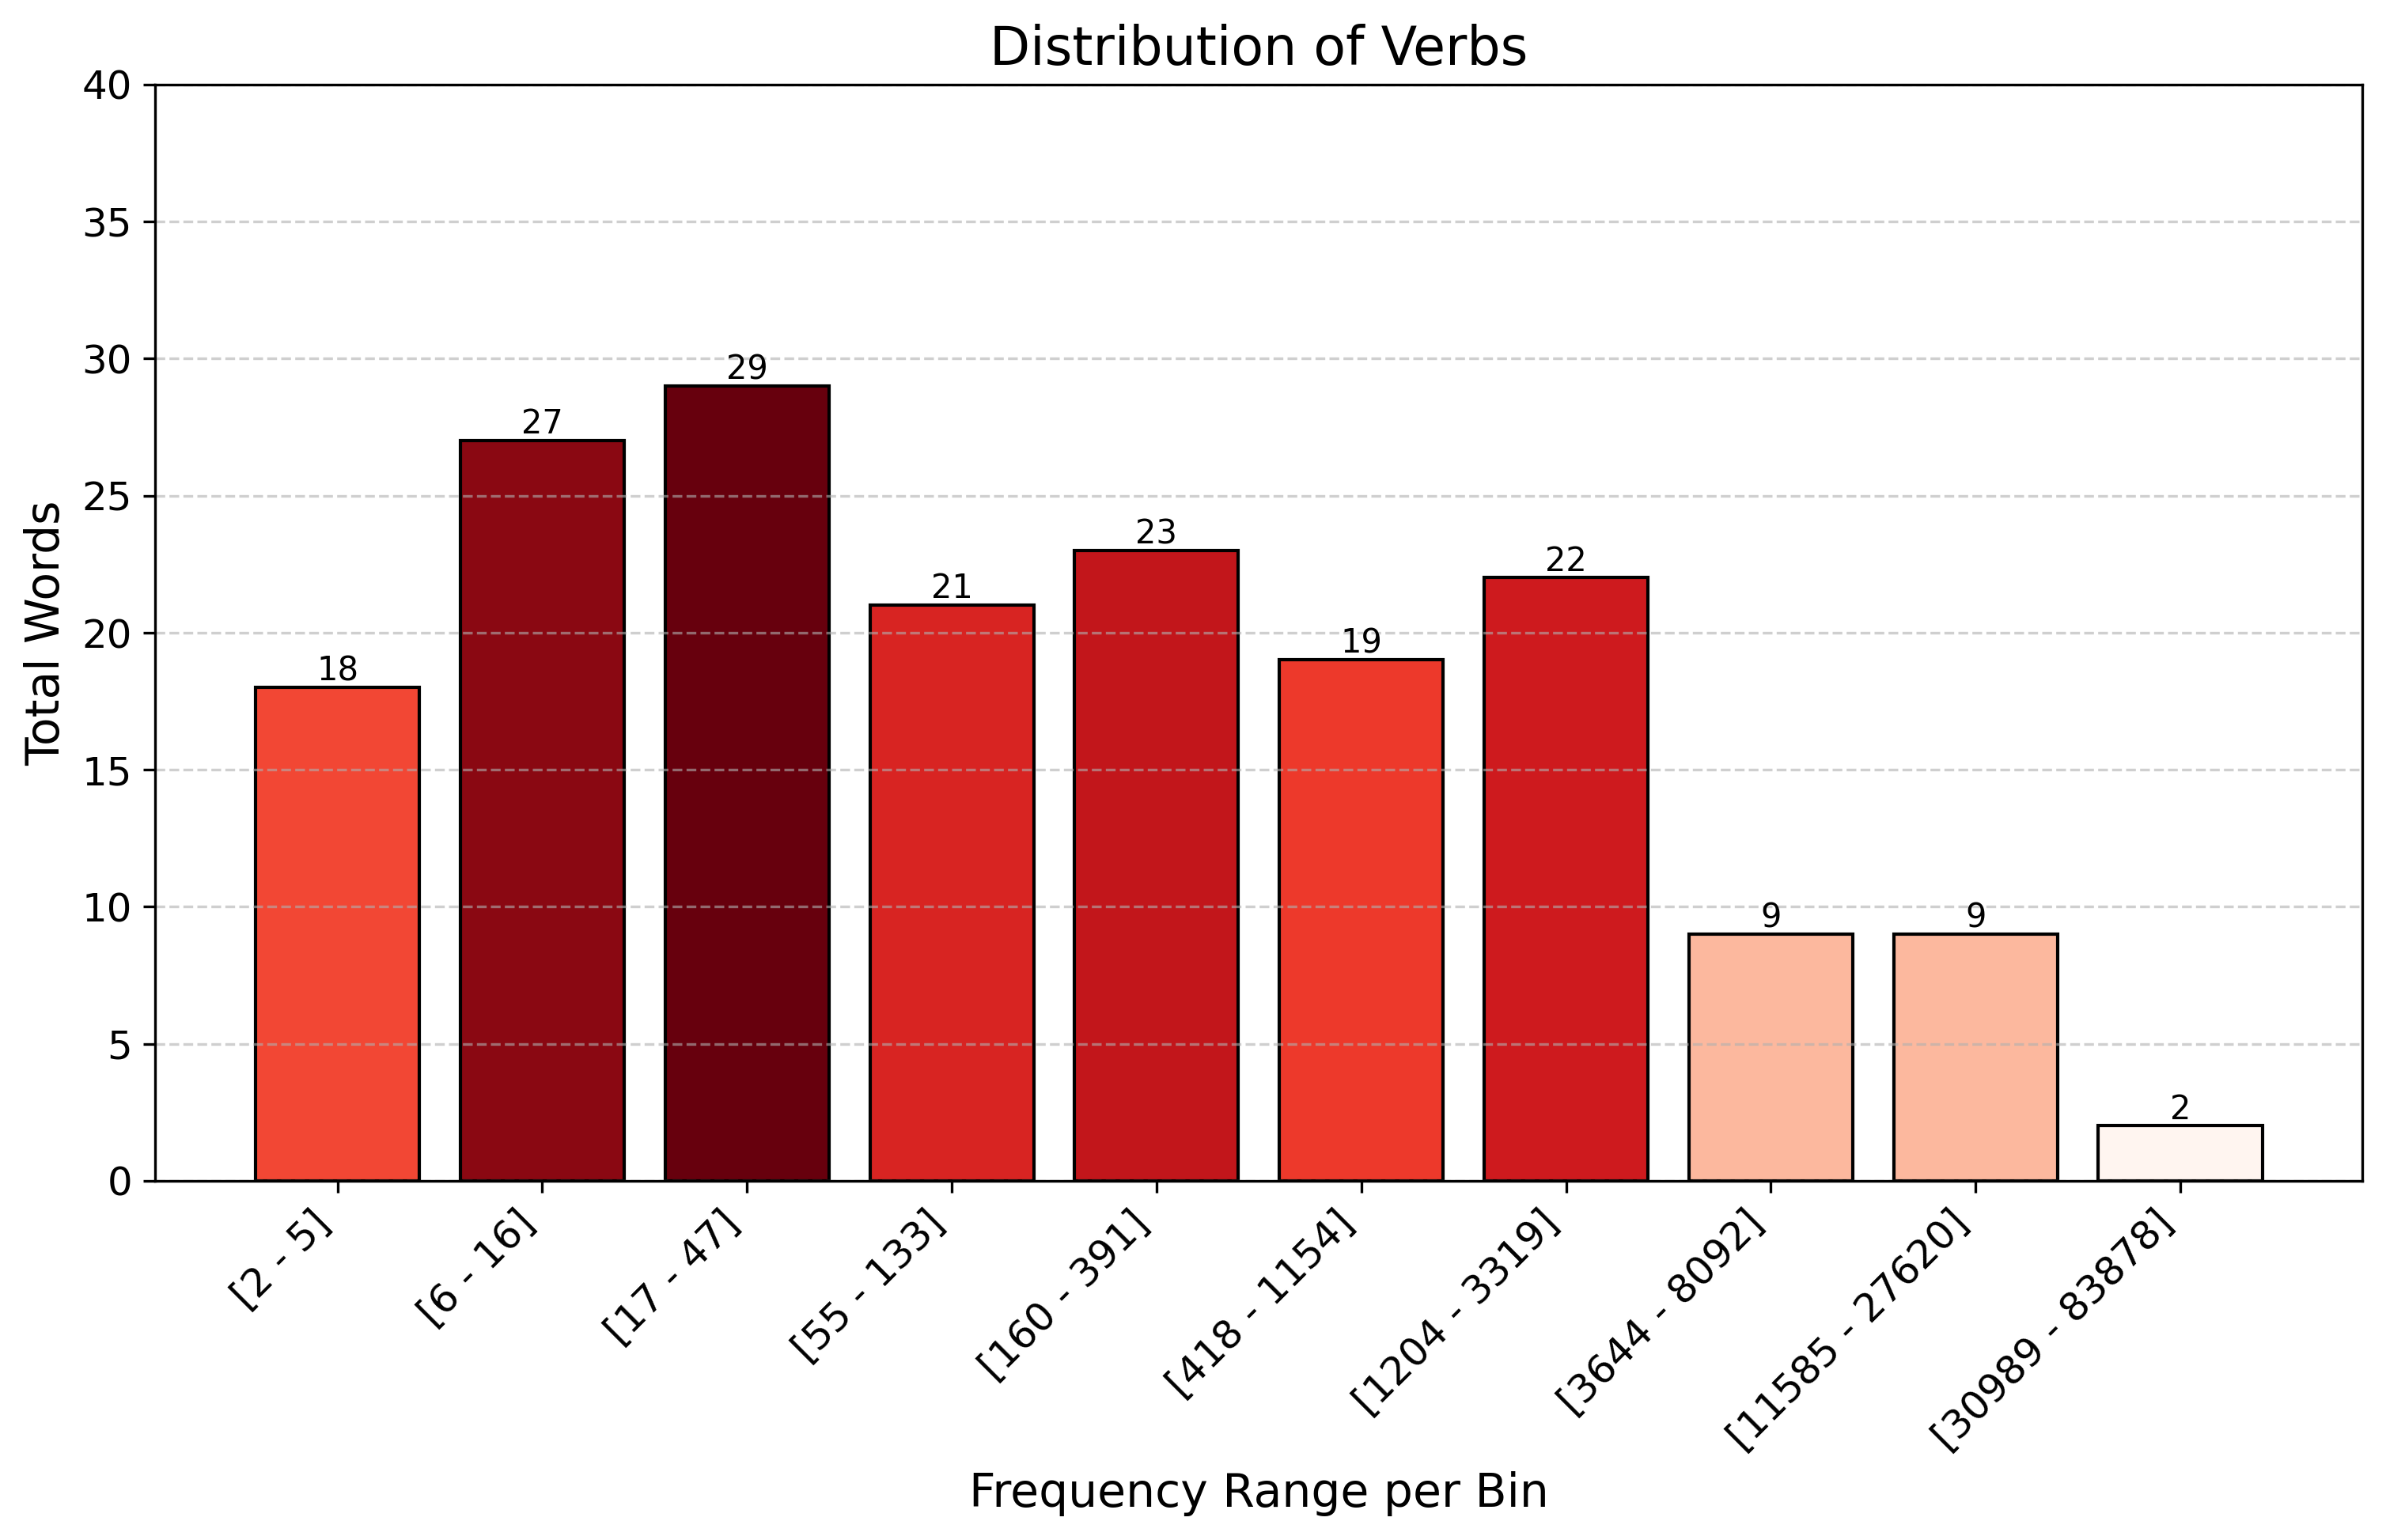 Distribution of Verbs
Total Words
40
35
30
25
20
15
10
5
0
18
27
29
21
23
19
22
9
9
2
[2 - 5]
[6 - 16]
[17 - 47]
[55 - 133]
[160 - 391]
[418 - 1154]
[1204 - 3319]
[3644 - 8092]
[11585 - 27620]
[30989 - 83878]
Frequency Range per Bin